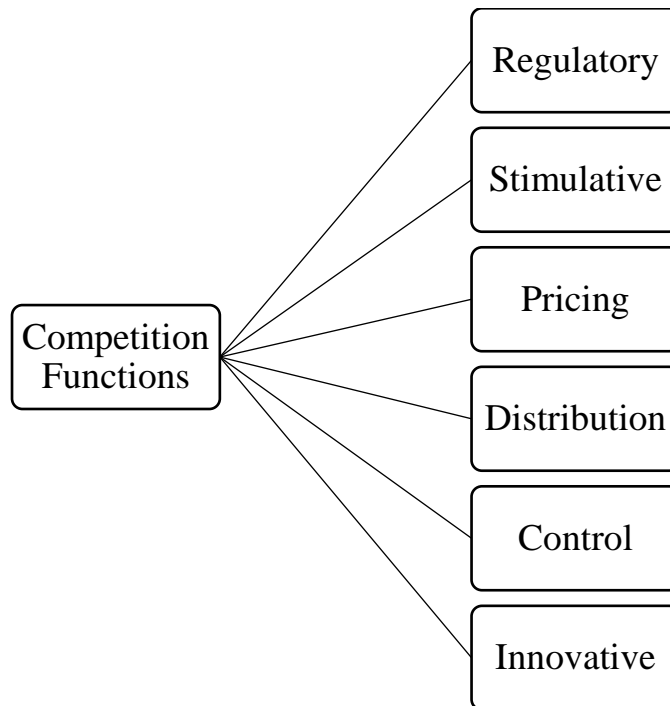 Regulatory
Stimulative
Pricing
Competition
Functions
Distribution
Control
Innovative